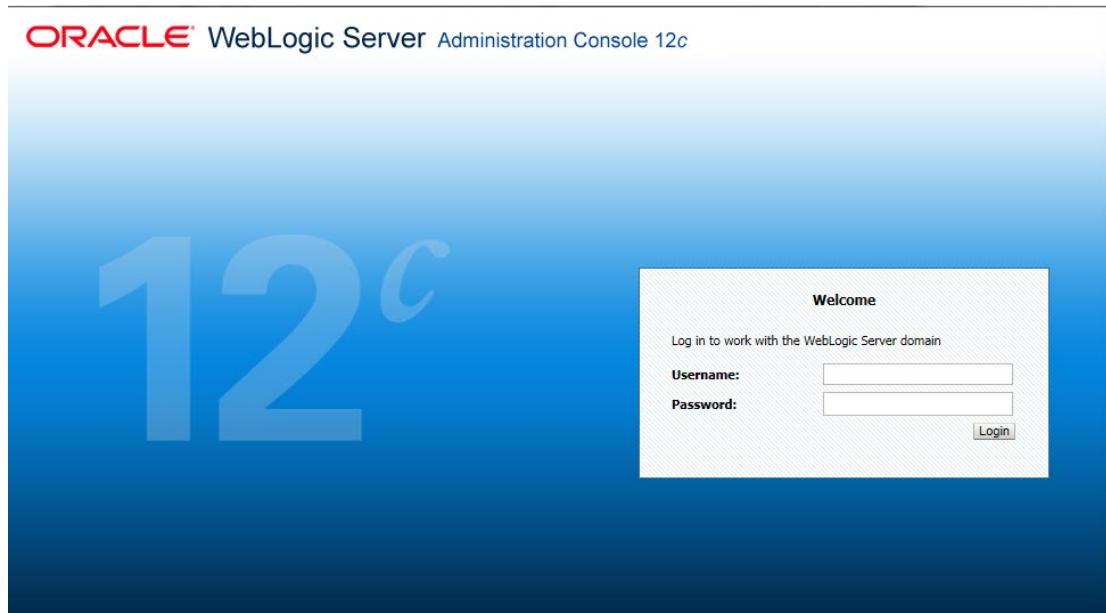 ORACLE WebLogic Server Administration Console 12c
12c
Welcome
Log in to work with the WebLogic Server domain
Username:
Password:
Login